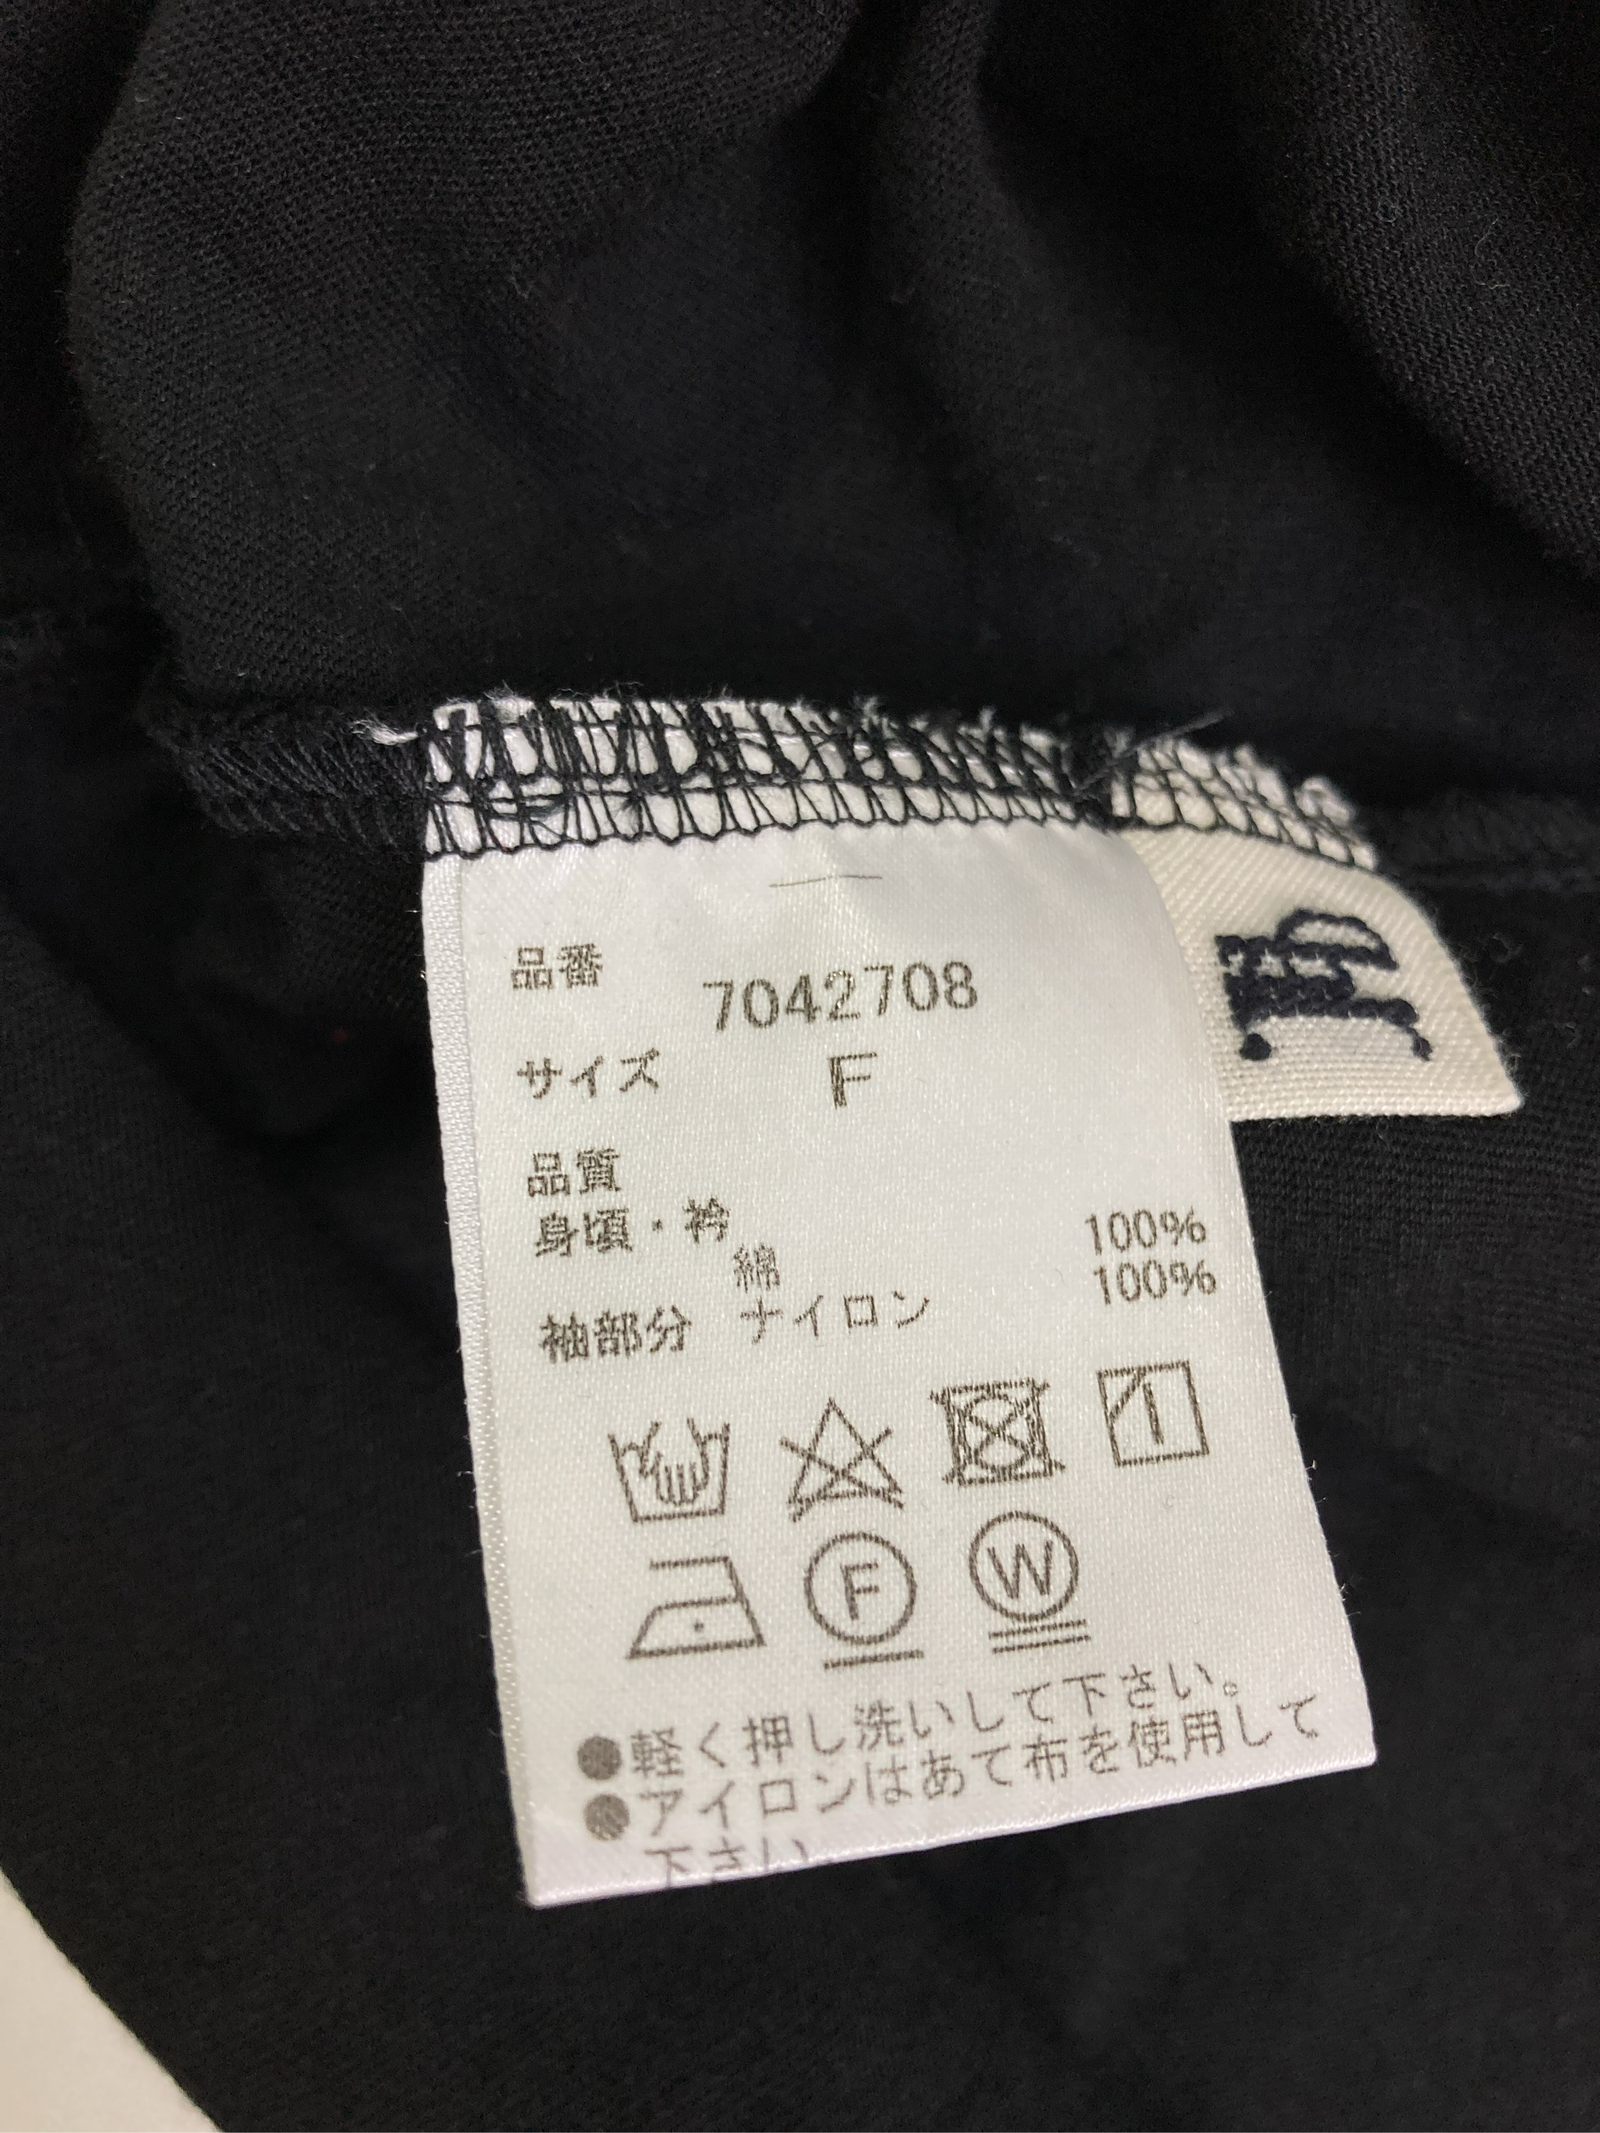 品番 7042708
サイズ F
品質
身頃・衿
綿 100%
袖部分 ナイロン 100%
F W
●軽く押し洗いして下さい。
●アイロンはあて布を使用して
下さい